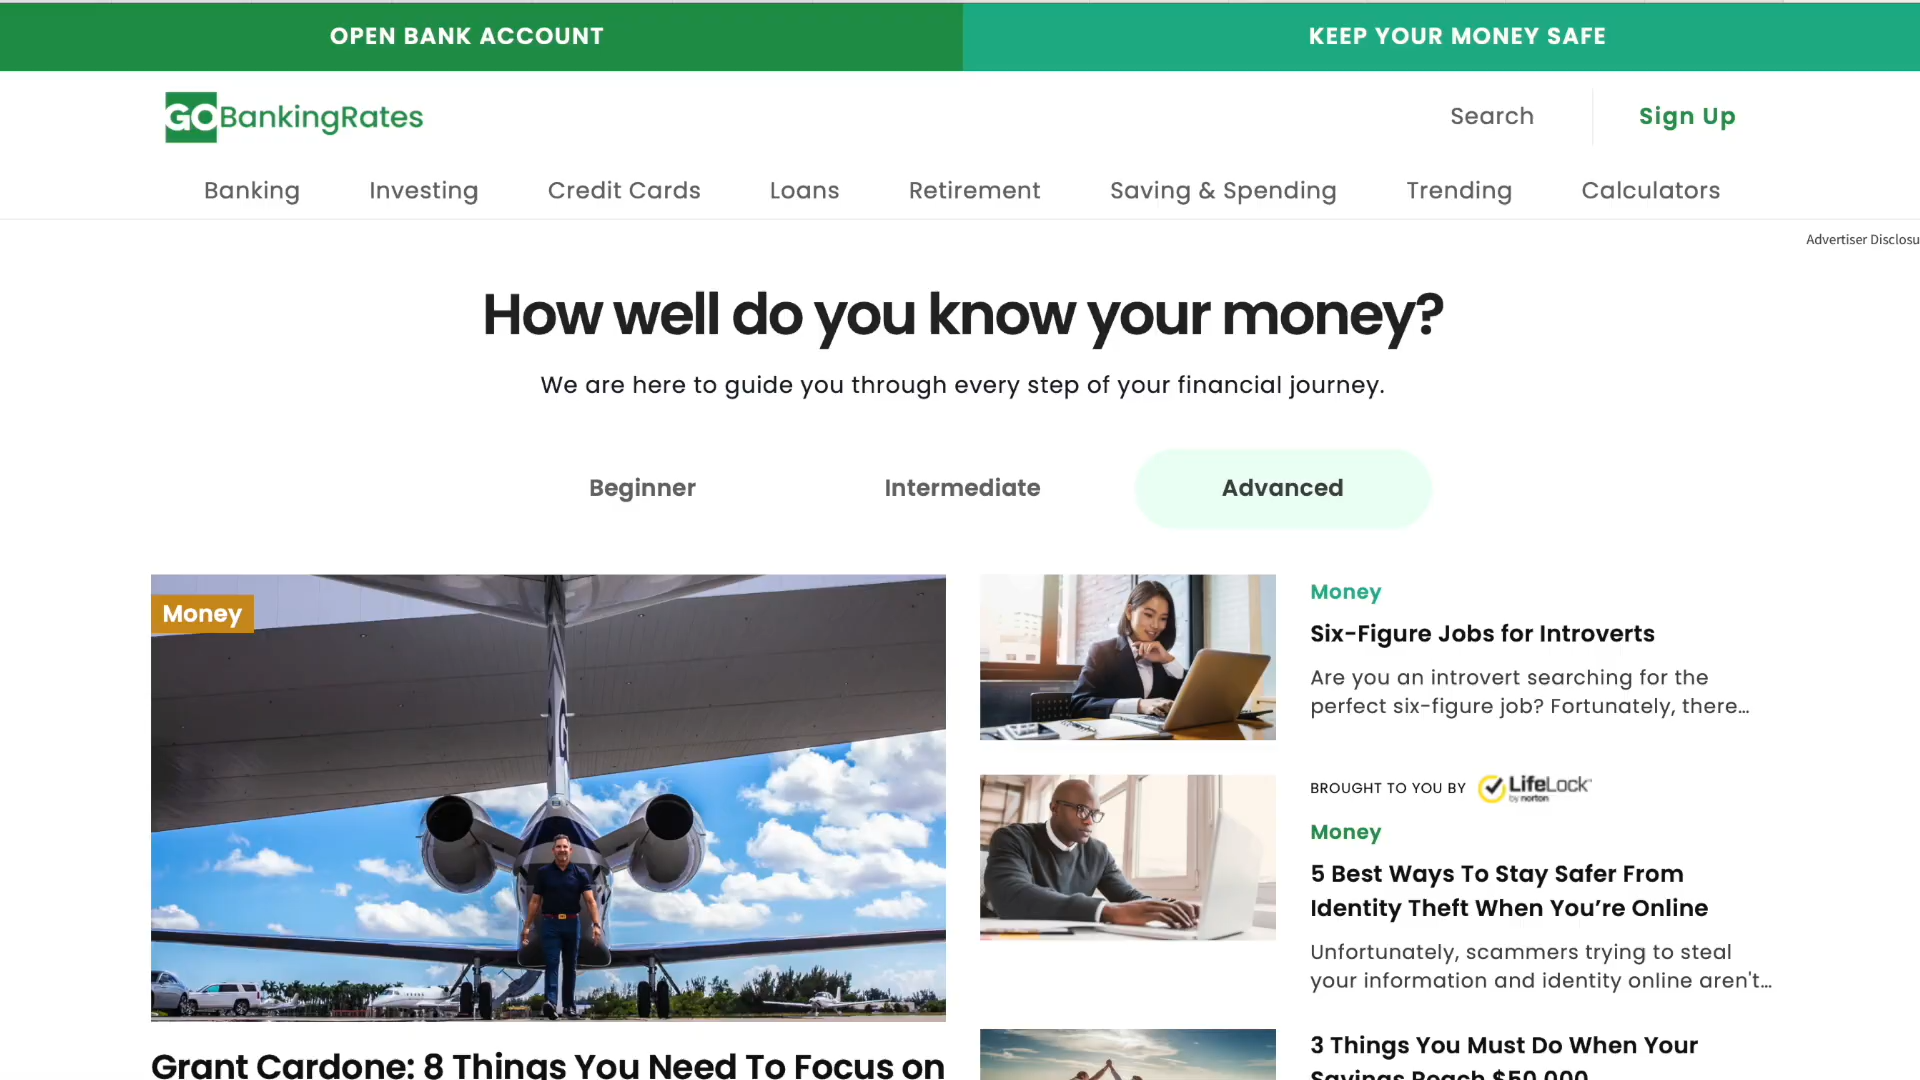 OPEN BANK ACCOUNT
KEEP YOUR MONEY SAFE
GOBankingRates
Search
Sign Up
Banking
Investing
Credit Cards
Loans
Retirement
Saving & Spending
Trending
Calculators
Advertiser Disclosu
How well do you know your money?
We are here to guide you through every step of your financial journey.
Beginner
Intermediate
Advanced
Money
Grant Cardone: 8 Things You Need To Focus on
Money
Six-Figure Jobs for Introverts
Are you an introvert searching for the
perfect six-figure job? Fortunately, there...
BROUGHT TO YOU BY
LifeLock
by norton
Money
5 Best Ways To Stay Safer From
Identity Theft When You’re Online
Unfortunately, scammers trying to steal
your information and identity online aren't...
3 Things You Must Do When Your
Savings Reach $50,000